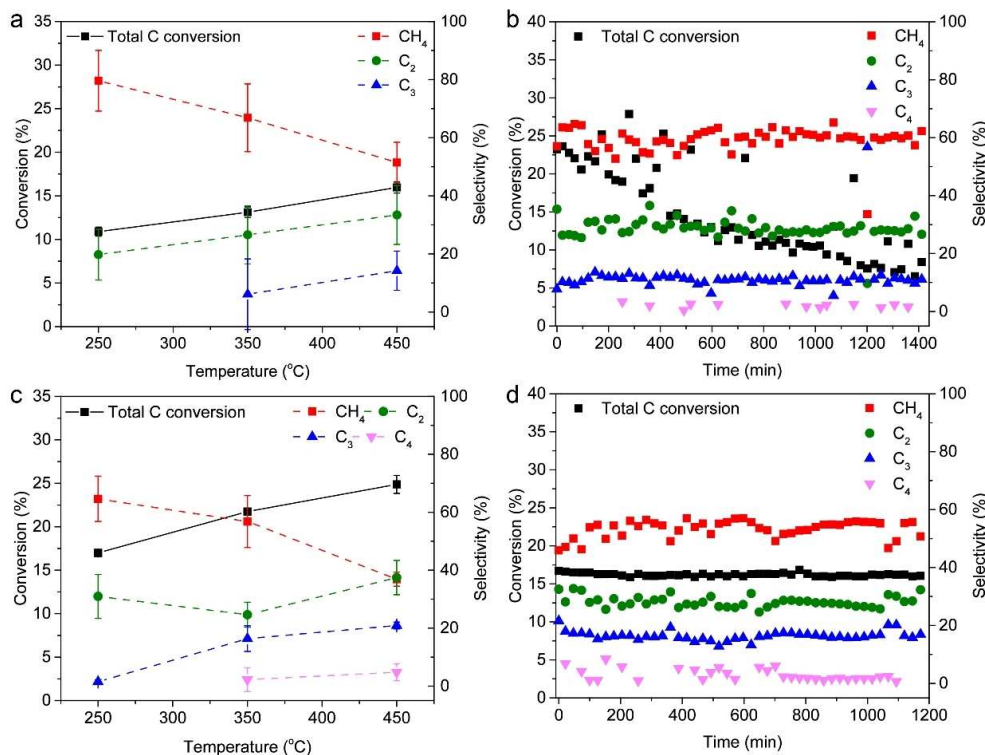 a
Total C conversion
CH4
C2
C3
35
30
25
20
15
10
5
0
Conversion (%)
100
80
60
40
20
0
Selectivity (%)
250 300 350 400 450
Temperature (°C)
b
Total C conversion
CH4
C2
C3
C4
40
35
30
25
20
15
10
5
0
Conversion (%)
100
80
60
40
20
0
Selectivity (%)
0 200 400 600 800 1000 1200 1400
Time (min)
c
Total C conversion
CH4 C2
C3 C4
35
30
25
20
15
10
5
0
Conversion (%)
100
80
60
40
20
0
Selectivity (%)
250 300 350 400 450
Temperature (°C)
d
Total C conversion
CH4
C2
C3
C4
40
35
30
25
20
15
10
5
0
Conversion (%)
100
80
60
40
20
0
Selectivity (%)
0 200 400 600 800 1000 1200
Time (min)